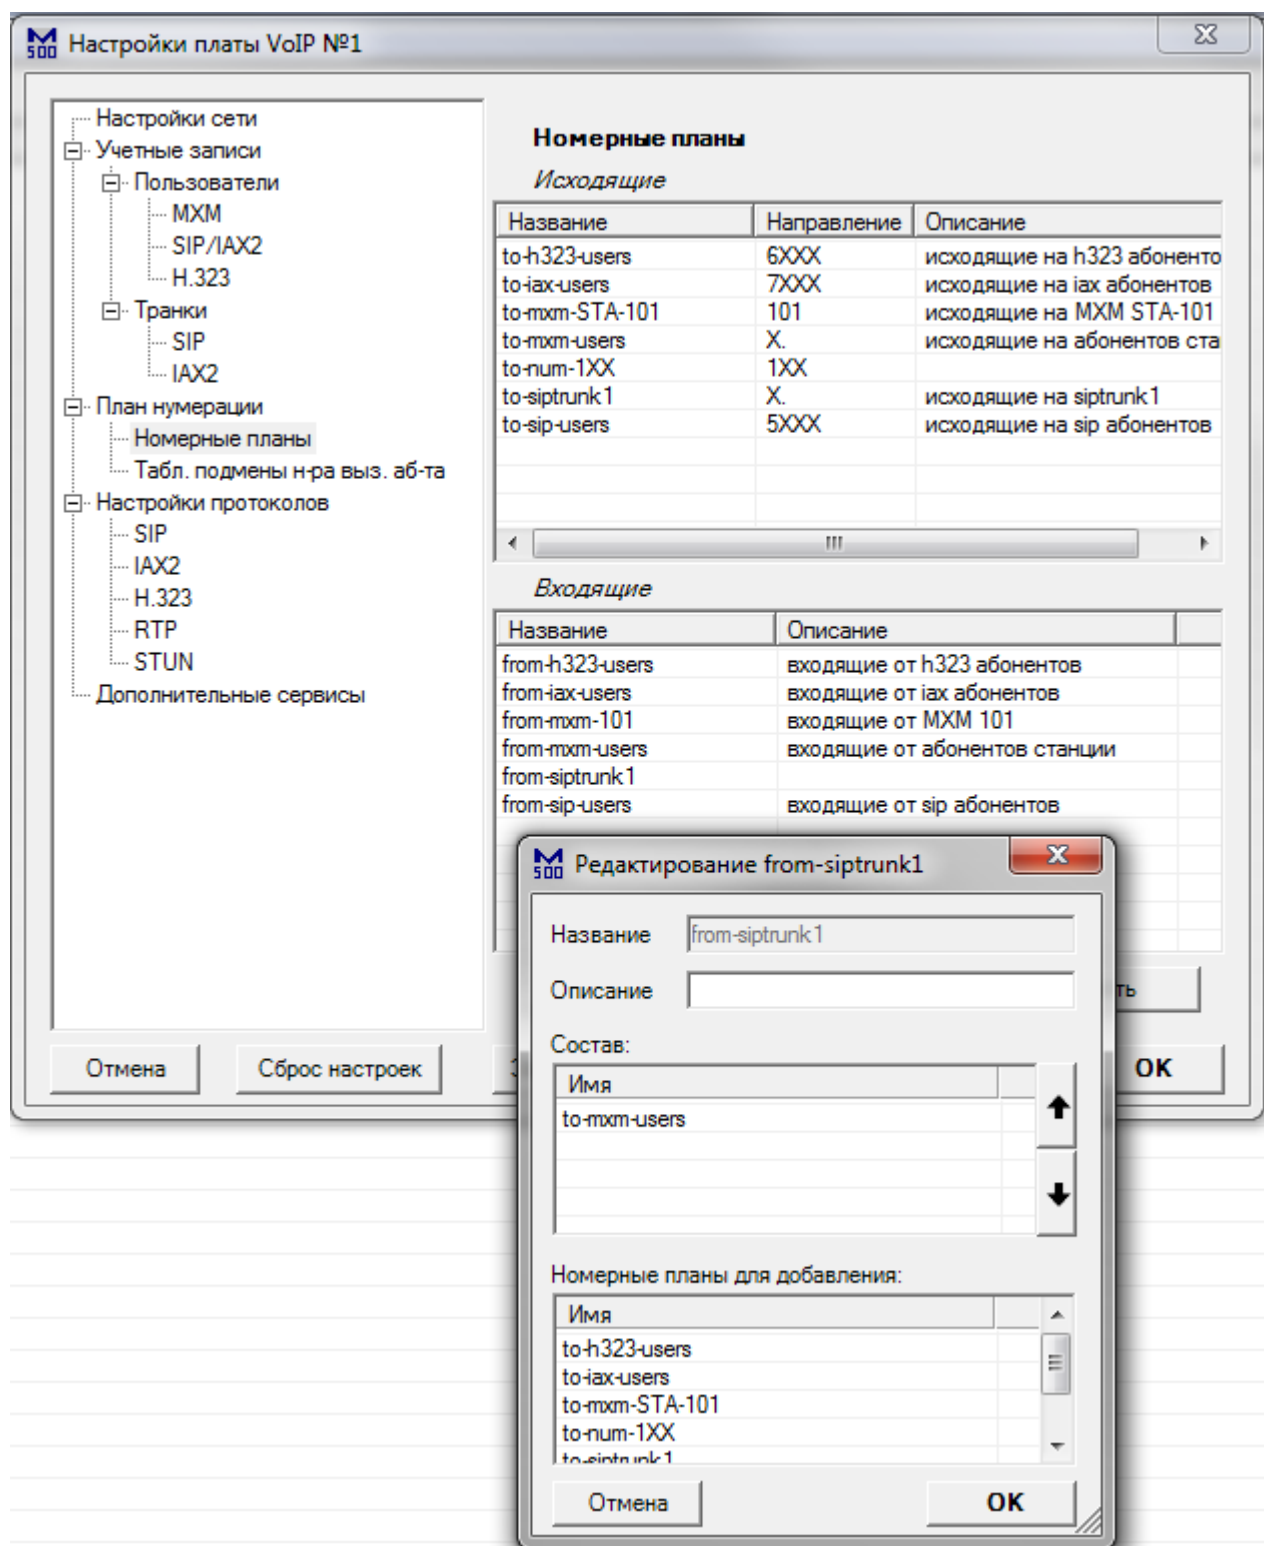 M 500 Настройки платы VoIP №1
Настройки сети
Учетные записи
Пользователи
MXM
SIP/IAX2
H.323
Транки
SIP
IAX2
План нумерации
Номерные планы
Табл. подмены н-ра выз. аб-та
Настройки протоколов
SIP
IAX2
H.323
RTP
STUN
Дополнительные сервисы
Номерные планы
Исходящие
Название Направление Описание
to-h323-users 6XXX исходящие на h323 абоненто
to-iax-users 7XXX исходящие на iax абонентов
to-mxm-STA-101 101 исходящие на MXM STA-101
to-mxm-users X. исходящие на абонентов ста
to-num-1XX 1XX
to-siptrunk1 X. исходящие на siptrunk1
to-sip-users 5XXX исходящие на sip абонентов
Входящие
Название Описание
from-h323-users входящие от h323 абонентов
from-iax-users входящие от iax абонентов
from-mxm-101 входящие от MXM 101
from-mxm-users входящие от абонентов станции
from-siptrunk1
from-sip-users входящие от sip абонентов
ть
Отмена Сброс настроек OK
M 500 Редактирование from-siptrunk1
Название from-siptrunk1
Описание
Состав:
Имя
to-mxm-users
Номерные планы для добавления:
Имя
to-h323-users
to-iax-users
to-mxm-STA-101
to-num-1XX
to-siptrunk1
Отмена OK